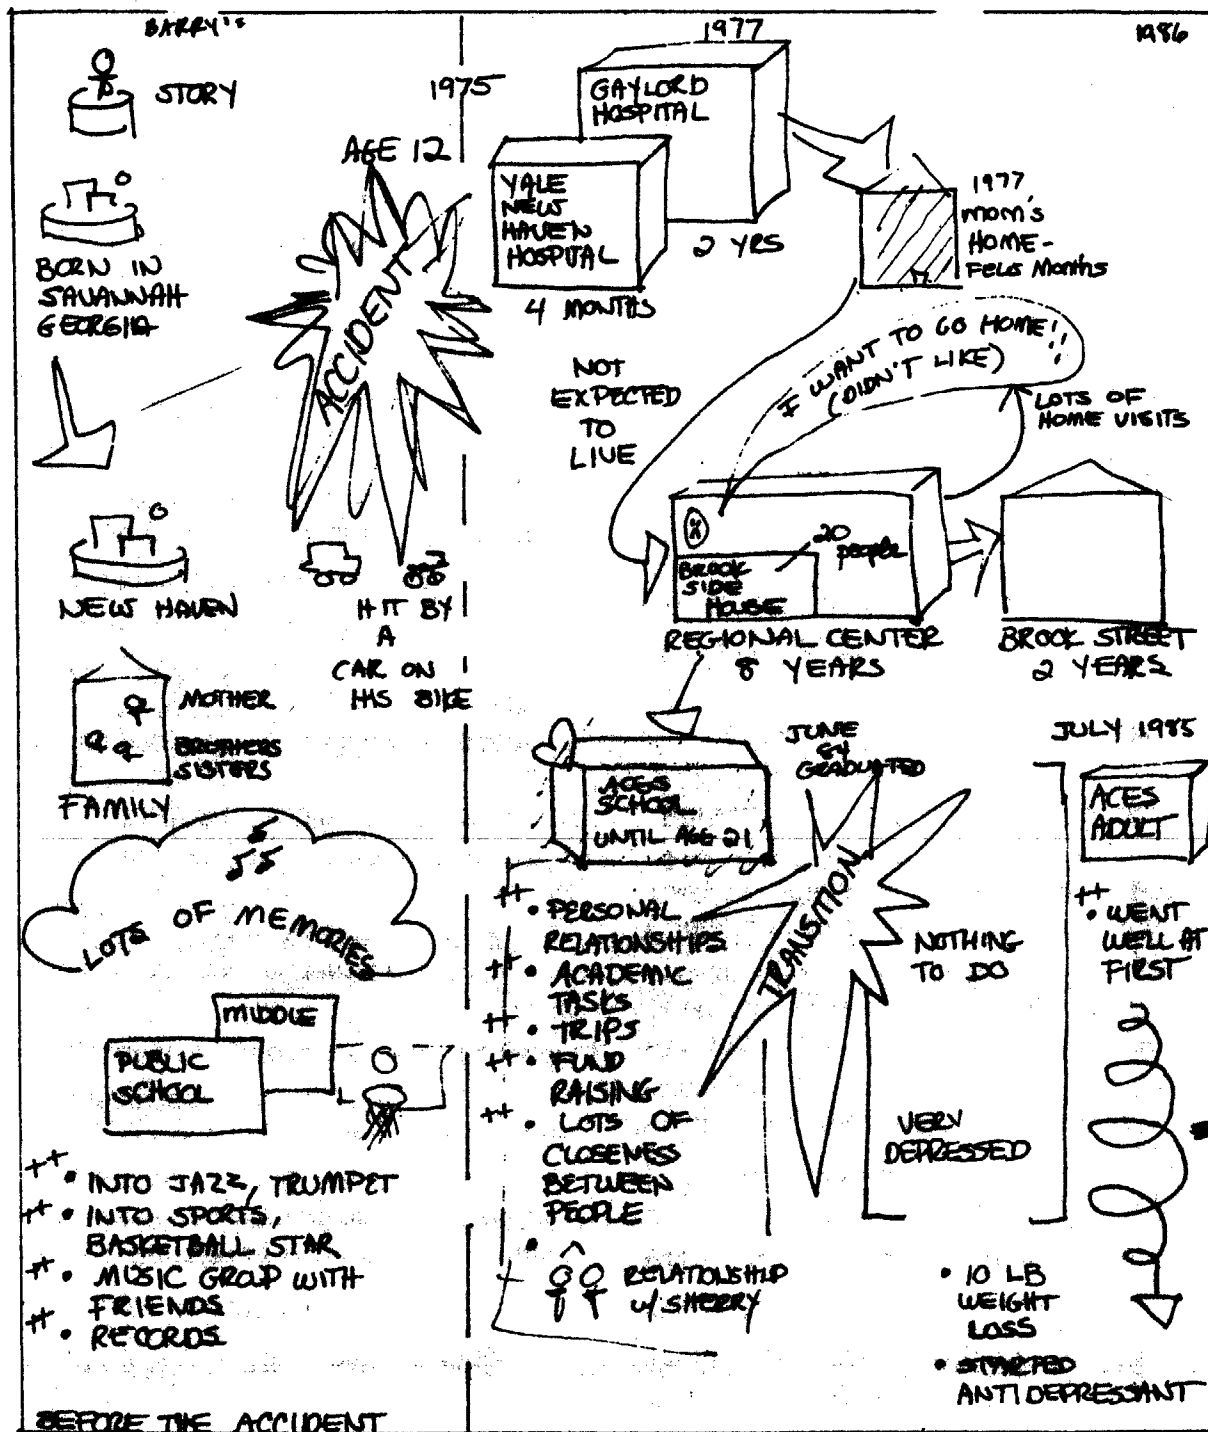 BARRY'S
STORY
BORN IN
SAVANNAH
GEORGIA
NEW HAVEN
MOTHER
BROTHERS
SISTERS
FAMILY
LOTS OF MEMORIES
MIDDLE
PUBLIC
SCHOOL
++ • INTO JAZZ, TRUMPET
++ • INTO SPORTS,
BASKETBALL STAR
++ • MUSIC GROUP WITH
FRIENDS
++ • RECORDS
BEFORE THE ACCIDENT
1975
AGE 12
ACCIDENT
HIT BY
A
CAR ON
HIS BIKE
1977
GAYLORD
HOSPITAL
2 YRS
YALE
NEW
HAVEN
HOSPITAL
4 MONTHS
NOT
EXPECTED
TO
LIVE
1977
mom's
HOME-
Few Months
I WANT TO GO HOME!!!
(DIDN'T LIKE)
LOTS OF
HOME VISITS
20
people
BROOK
SIDE
HOUSE
REGIONAL CENTER
8 YEARS
BROOK STREET
2 YEARS
ACES
SCHOOL
UNTIL AGE 21
++ • PERSONAL
RELATIONSHIPS
++ • ACADEMIC
TASKS
++ • TRIPS
++ • FUND
RAISING
++ • LOTS OF
CLOSENESS
BETWEEN
PEOPLE
• RELATIONSHIP
w/ SHERRY
JUNE
84
GRADUATED
TRANSITION
NOTHING
TO DO
VERY
DEPRESSED
• 10 LB
WEIGHT
LOSS
• STARTED
ANTIDEPRESSANT
1986
JULY 1985
ACES
ADULT
++ • WENT
WELL AT
FIRST